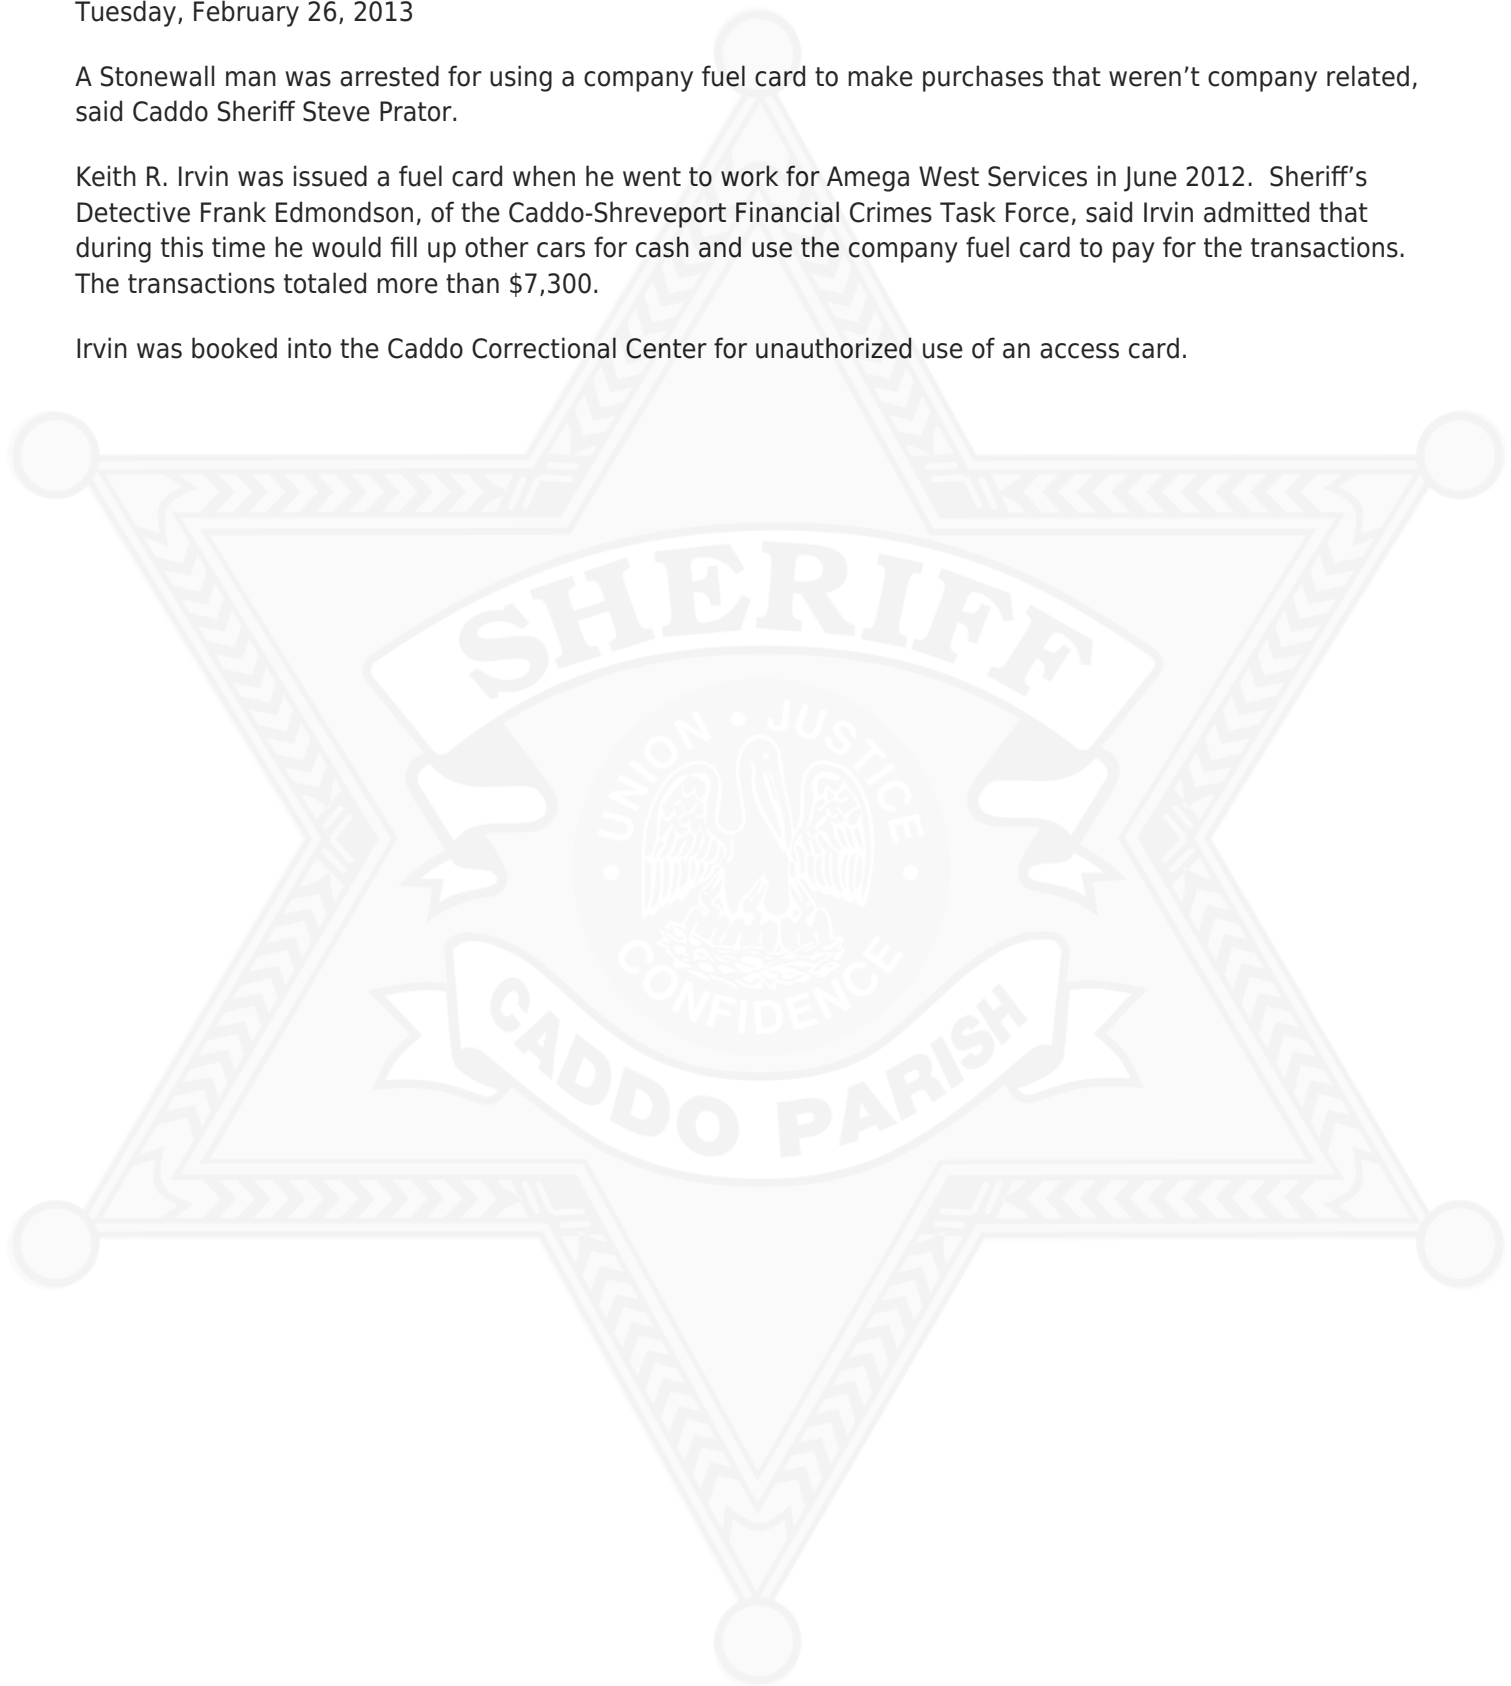 Tuesday, February 26, 2013
A Stonewall man was arrested for using a company fuel card to make purchases that weren’t company related,
said Caddo Sheriff Steve Prator.
Keith R. Irvin was issued a fuel card when he went to work for Amega West Services in June 2012.  Sheriff’s
Detective Frank Edmondson, of the Caddo-Shreveport Financial Crimes Task Force, said Irvin admitted that
during this time he would fill up other cars for cash and use the company fuel card to pay for the transactions.
The transactions totaled more than $7,300.
Irvin was booked into the Caddo Correctional Center for unauthorized use of an access card.
SHERIFF
UNION • JUSTICE
• CONFIDENCE •
CADDO PARISH